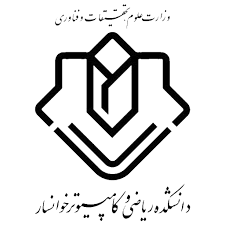 وزارت علوم تحقیقات و فناوری
دانشکده ریاضی و کامپیوتر خوانسار